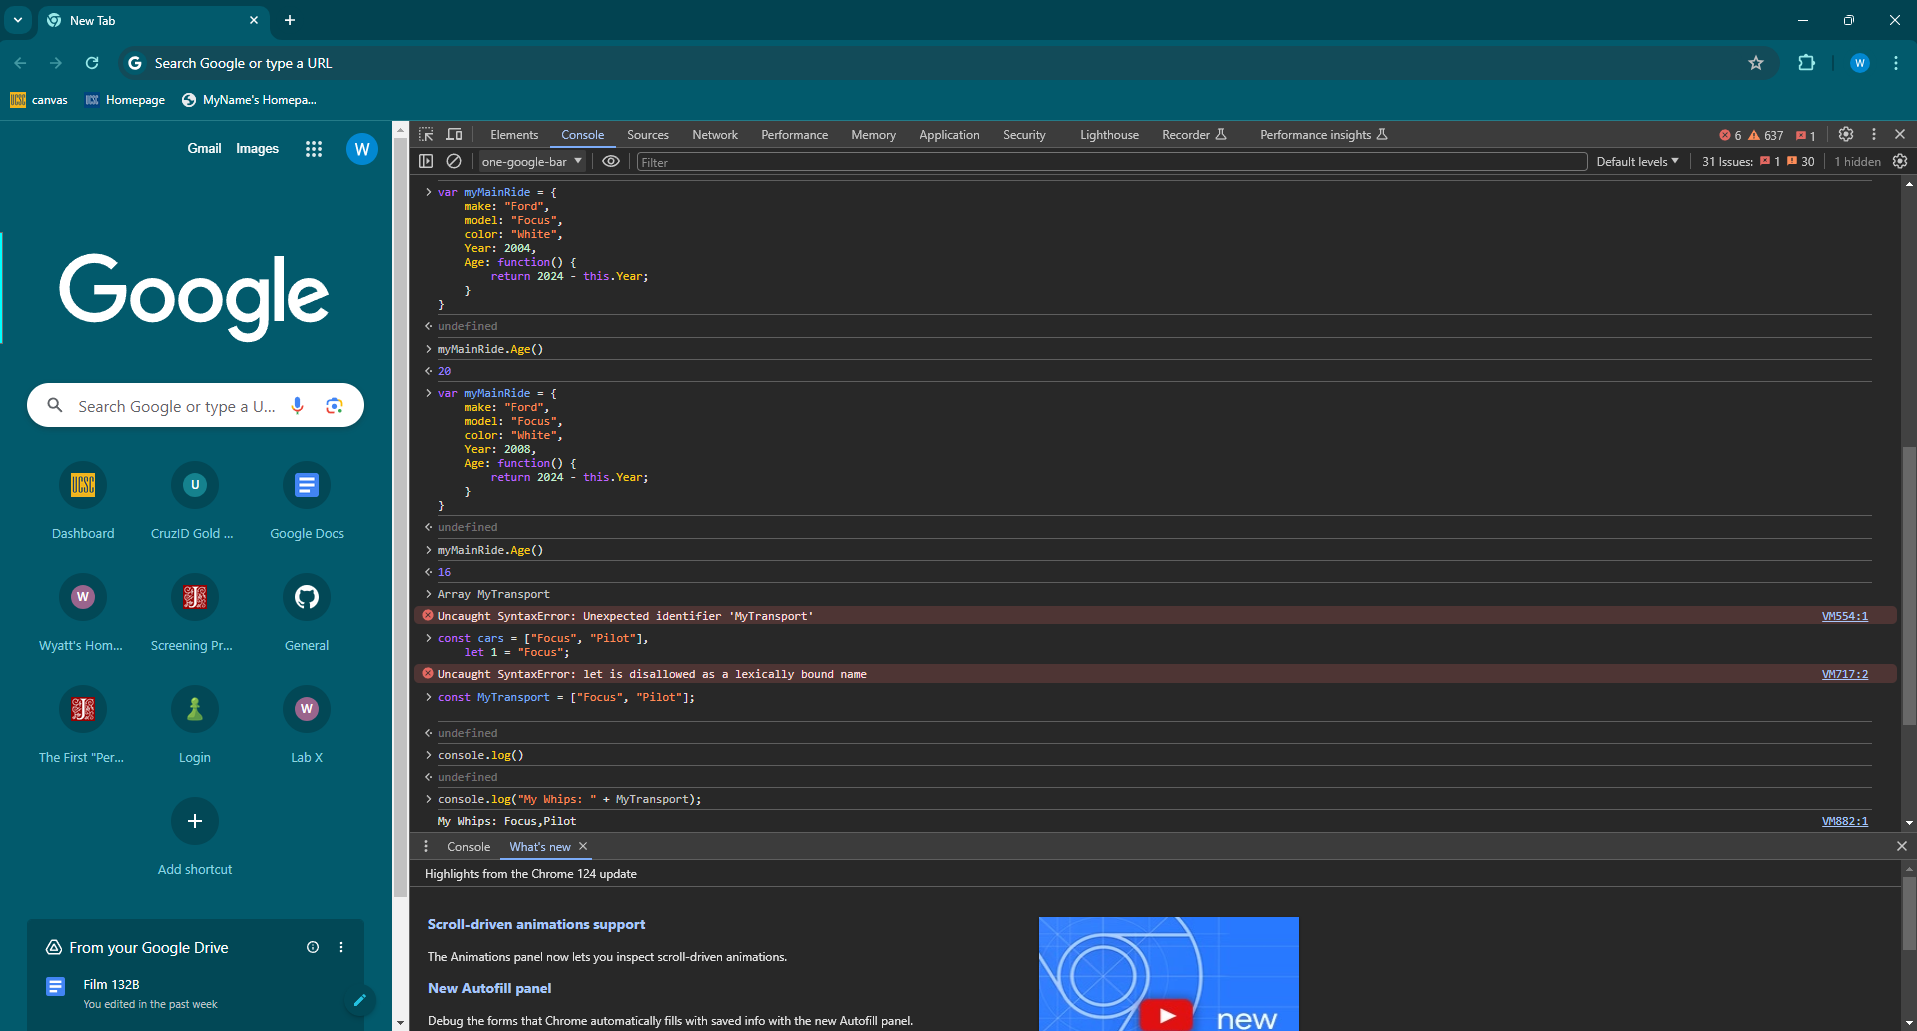 New Tab
Search Google or type a URL
W
UCSC canvas
UCSC Homepage
MyName's Homepa...
Gmail Images
W
Google
Search Google or type a U...
UCSC
U
Dashboard
CruzID Gold ...
Google Docs
W
Wyatt's Hom...
Screening Pr...
General
W
The First "Per...
Login
Lab X
Add shortcut
From your Google Drive
Film 132B
You edited in the past week
Elements Console Sources Network Performance Memory Application Security Lighthouse Recorder Performance insights 6 637 1
one-google-bar Filter Default levels 31 Issues: 1 30 1 hidden
var myMainRide = {
make: "Ford",
model: "Focus",
color: "White",
Year: 2004,
Age: function() {
return 2024 - this.Year;
}
}
undefined
myMainRide.Age()
20
var myMainRide = {
make: "Ford",
model: "Focus",
color: "White",
Year: 2008,
Age: function() {
return 2024 - this.Year;
}
}
undefined
myMainRide.Age()
16
Array MyTransport
Uncaught SyntaxError: Unexpected identifier 'MyTransport' VM554:1
const cars = ["Focus", "Pilot"],
let 1 = "Focus";
Uncaught SyntaxError: let is disallowed as a lexically bound name VM717:2
const MyTransport = ["Focus", "Pilot"];
undefined
console.log()
undefined
console.log("My Whips: " + MyTransport);
My Whips: Focus,Pilot VM882:1
Console What's new
Highlights from the Chrome 124 update
Scroll-driven animations support
The Animations panel now lets you inspect scroll-driven animations.
New Autofill panel
Debug the forms that Chrome automatically fills with saved info with the new Autofill panel.
new